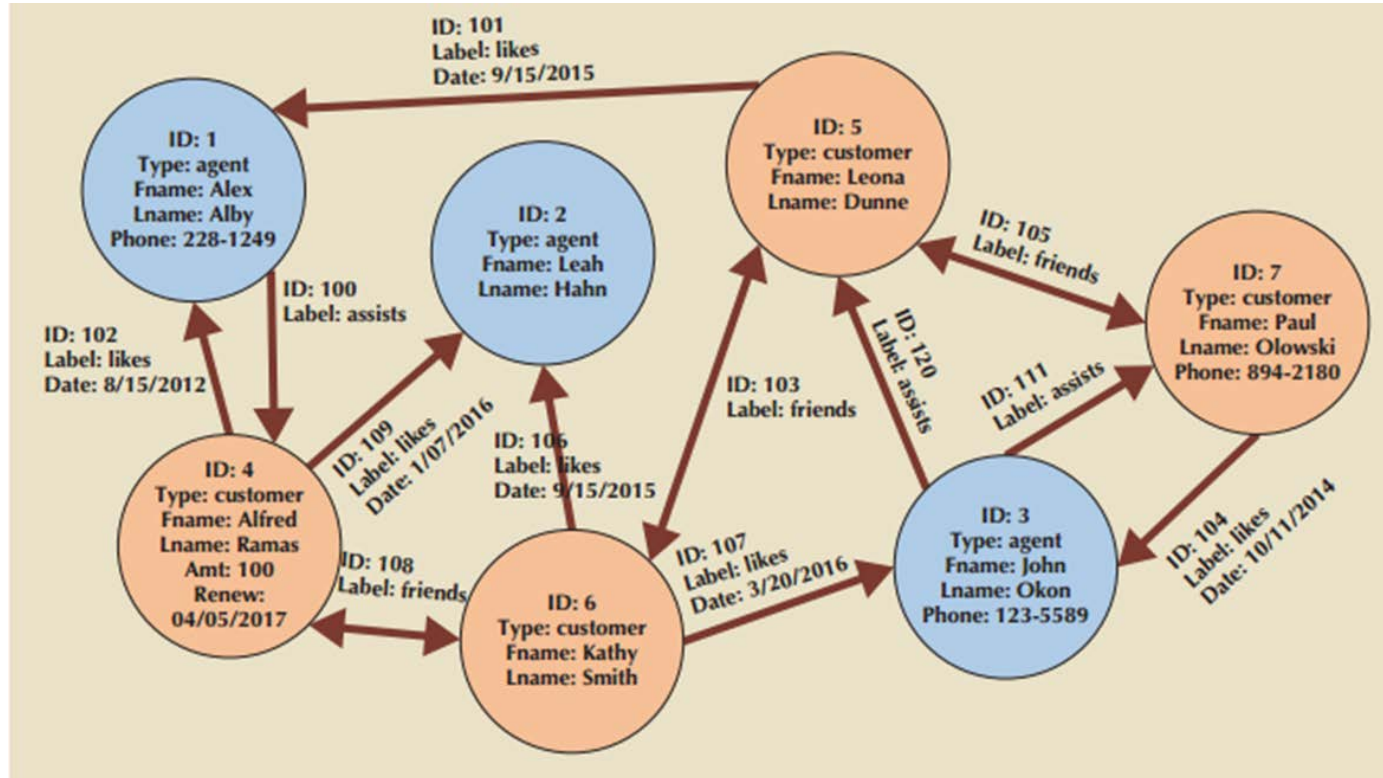 ID: 101
Label: likes
Date: 9/15/2015
ID: 1
Type: agent
Fname: Alex
Lname: Alby
Phone: 228-1249
ID: 2
Type: agent
Fname: Leah
Lname: Hahn
ID: 5
Type: customer
Fname: Leona
Lname: Dunne
ID: 105
Label: friends
ID: 7
Type: customer
Fname: Paul
Lname: Olowski
Phone: 894-2180
ID: 100
Label: assists
ID: 102
Label: likes
Date: 8/15/2012
ID: 109
Label: likes
Date: 1/07/2016
ID: 106
Label: likes
Date: 9/15/2015
ID: 103
Label: friends
ID: 120
Label: assists
ID: 111
Label: assists
ID: 4
Type: customer
Fname: Alfred
Lname: Ramas
Amt: 100
Renew:
04/05/2017
ID: 108
Label: friends
ID: 6
Type: customer
Fname: Kathy
Lname: Smith
ID: 107
Label: likes
Date: 3/20/2016
ID: 3
Type: agent
Fname: John
Lname: Okon
Phone: 123-5589
ID: 104
Label: likes
Date: 10/11/2014